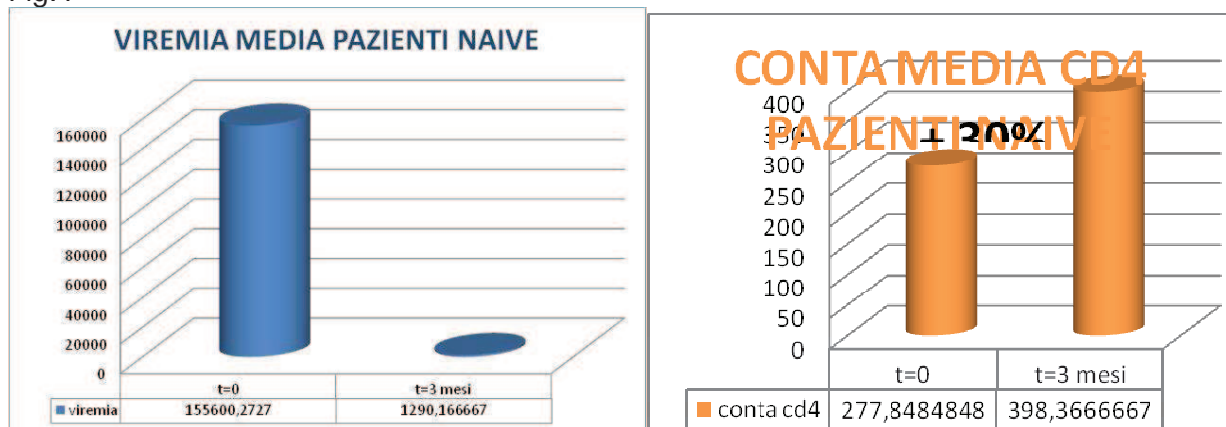 VIREMIA MEDIA PAZIENTI NAIVE
160000
140000
120000
100000
80000
60000
40000
20000
0
t=0 t=3 mesi
viremia 155600,2727 1290,166667
CONTA MEDIA CD4
PAZIENTI NAIVE
+ 30%
400
350
300
250
200
150
100
50
0
t=0 t=3 mesi
conta cd4 277,8484848 398,3666667